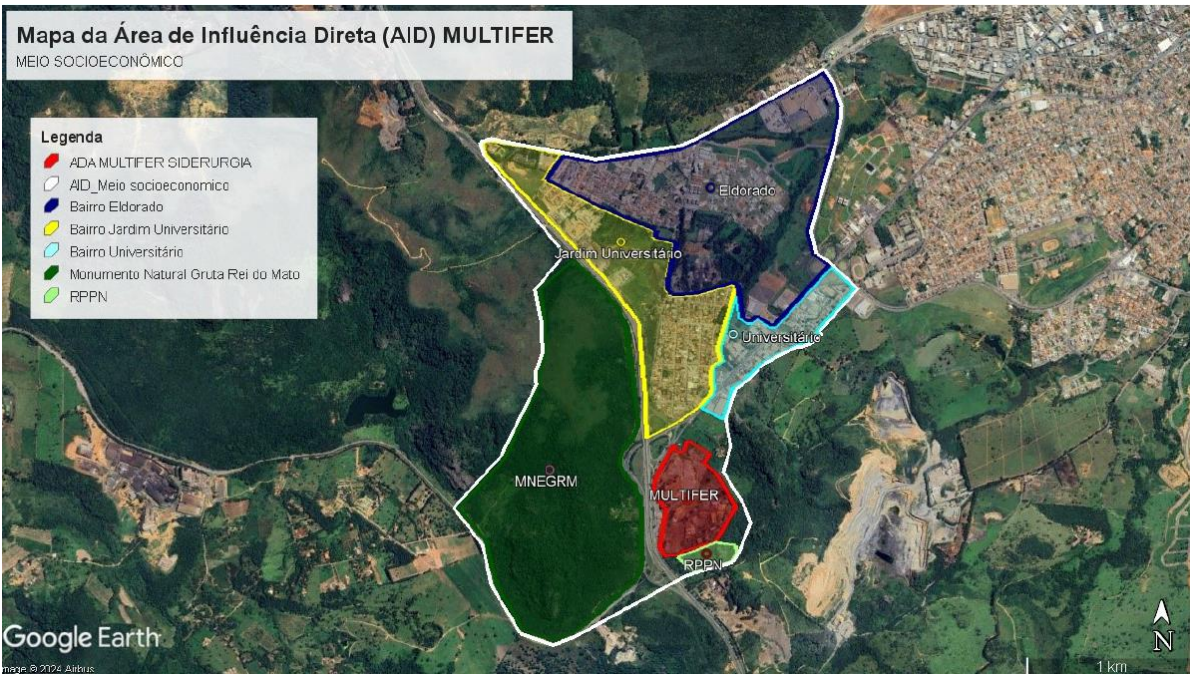 Mapa da Área de Influência Direta (AID) MULTIFER
MEIO SOCIOECONÔMICO
Legenda
ADA MULTIFER SIDERURGIA
AID_Meio socioeconomico
Bairro Eldorado
Bairro Jardim Universitário
Bairro Universitário
Monumento Natural Gruta Rei do Mato
RPPN
Eldorado
Jardim Universitário
Universitário
MNEGRM
MULTIFER
RPPN
Google Earth
mage © 2024 Airbus
N
1 km